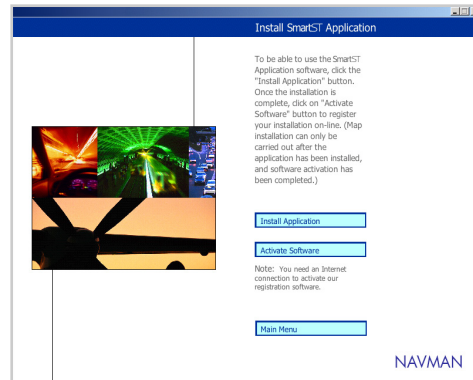 Install SmartST Application
To be able to use the SmartST
Application software, click the
"Install Application" button.
Once the installation is
complete, click on "Activate
Software" button to register
your installation on-line. (Map
installation can only be
carried out after the
application has been installed,
and software activation has
been completed.)
Install Application
Activate Software
Note: You need an Internet
connection to activate our
registration software.
Main Menu
NAVMAN